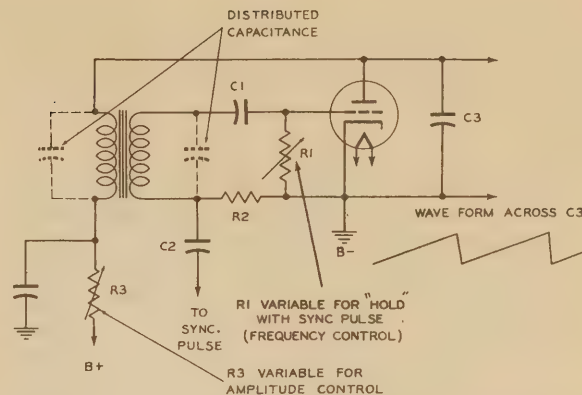 DISTRIBUTED
CAPACITANCE
C1
C3
R1
R2
C2
B-
WAVE FORM ACROSS C3
R3
TO
SYNC.
PULSE
R1 VARIABLE FOR "HOLD"
WITH SYNC PULSE
(FREQUENCY CONTROL)
B+
R3 VARIABLE FOR
AMPLITUDE CONTROL